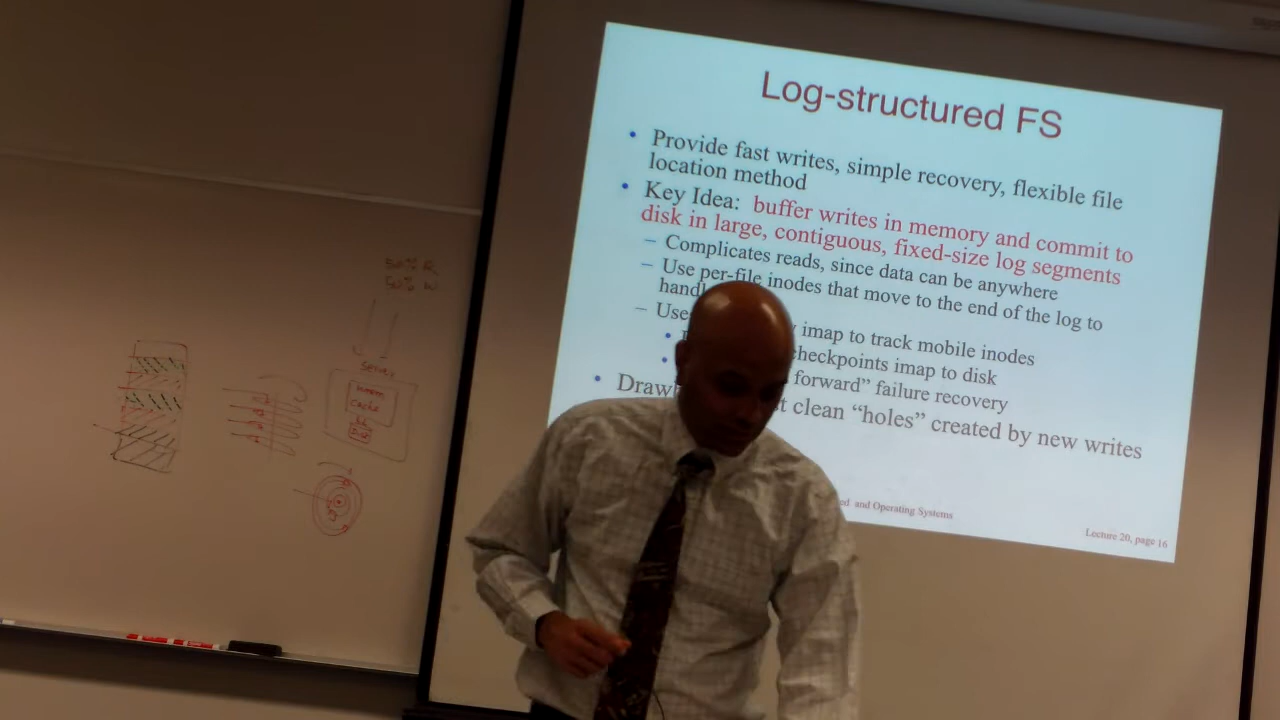 Log-structured FS
• Provide fast writes, simple recovery, flexible file
location method
• Key Idea: buffer writes in memory and commit to
disk in large, contiguous, fixed-size log segments
– Complicates reads, since data can be anywhere
– Use per-file inodes that move to the end of the log to
– Use imap to track mobile inodes
• checkpoints imap to disk
• forward” failure recovery
• clean “holes” created by new writes
and Operating Systems
Lecture 20, page 16
Server
Cache